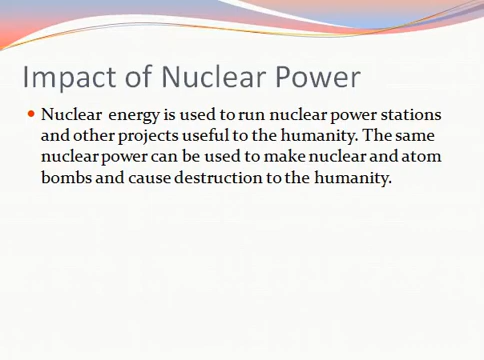 Impact of Nuclear Power
Nuclear energy is used to run nuclear power stations
and other projects useful to the humanity. The same
nuclear power can be used to make nuclear and atom
bombs and cause destruction to the humanity.